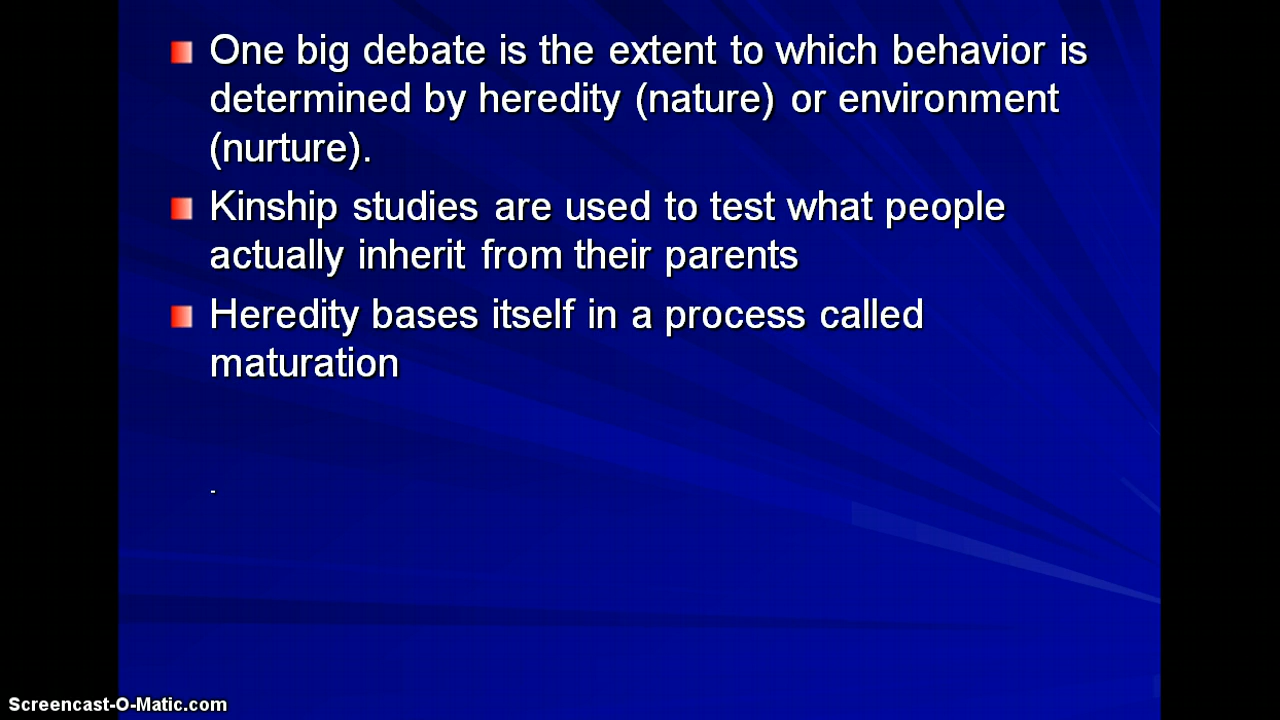 One big debate is the extent to which behavior is
determined by heredity (nature) or environment
(nurture).
Kinship studies are used to test what people
actually inherit from their parents
Heredity bases itself in a process called
maturation
-
Screencast-O-Matic.com